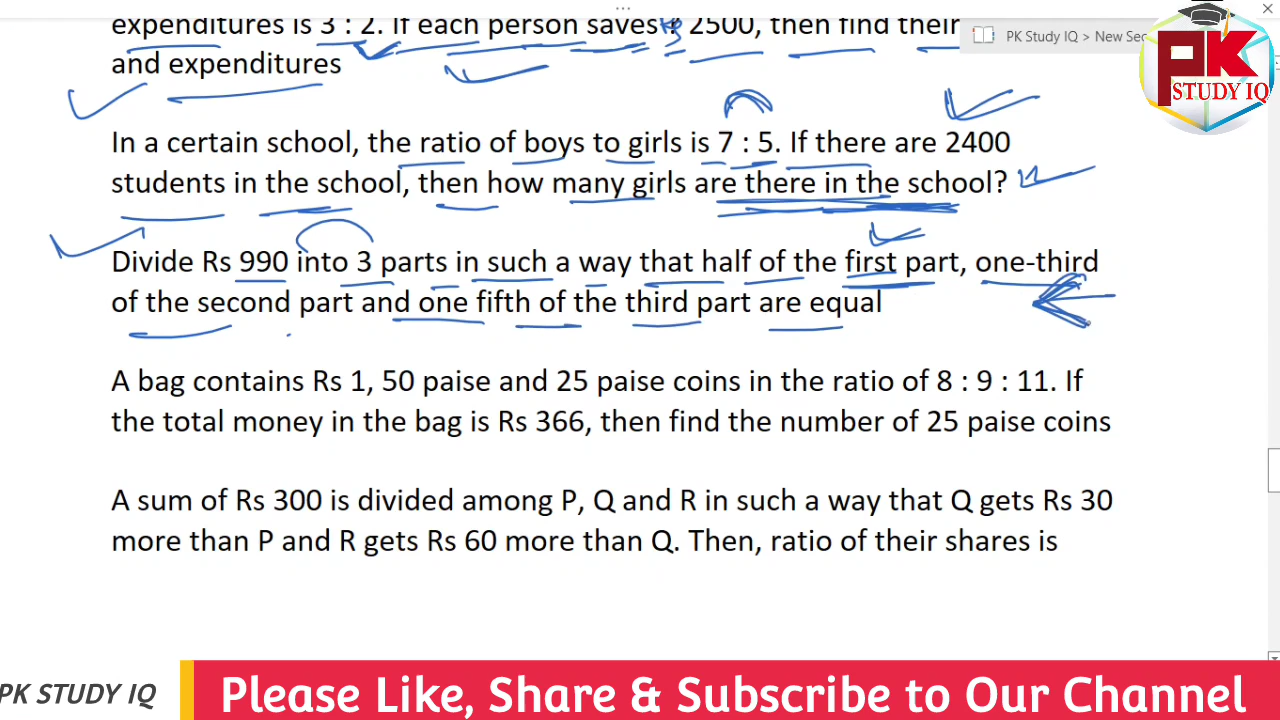 expenditures is 3 : 2. If each person saves ₹ 2500, then find their
and expenditures
PK Study IQ > New Sec
PK
STUDY IQ
In a certain school, the ratio of boys to girls is 7 : 5. If there are 2400
students in the school, then how many girls are there in the school?
Divide Rs 990 into 3 parts in such a way that half of the first part, one-third
of the second part and one fifth of the third part are equal
A bag contains Rs 1, 50 paise and 25 paise coins in the ratio of 8 : 9 : 11. If
the total money in the bag is Rs 366, then find the number of 25 paise coins
A sum of Rs 300 is divided among P, Q and R in such a way that Q gets Rs 30
more than P and R gets Rs 60 more than Q. Then, ratio of their shares is
PK STUDY IQ
Please Like, Share & Subscribe to Our Channel